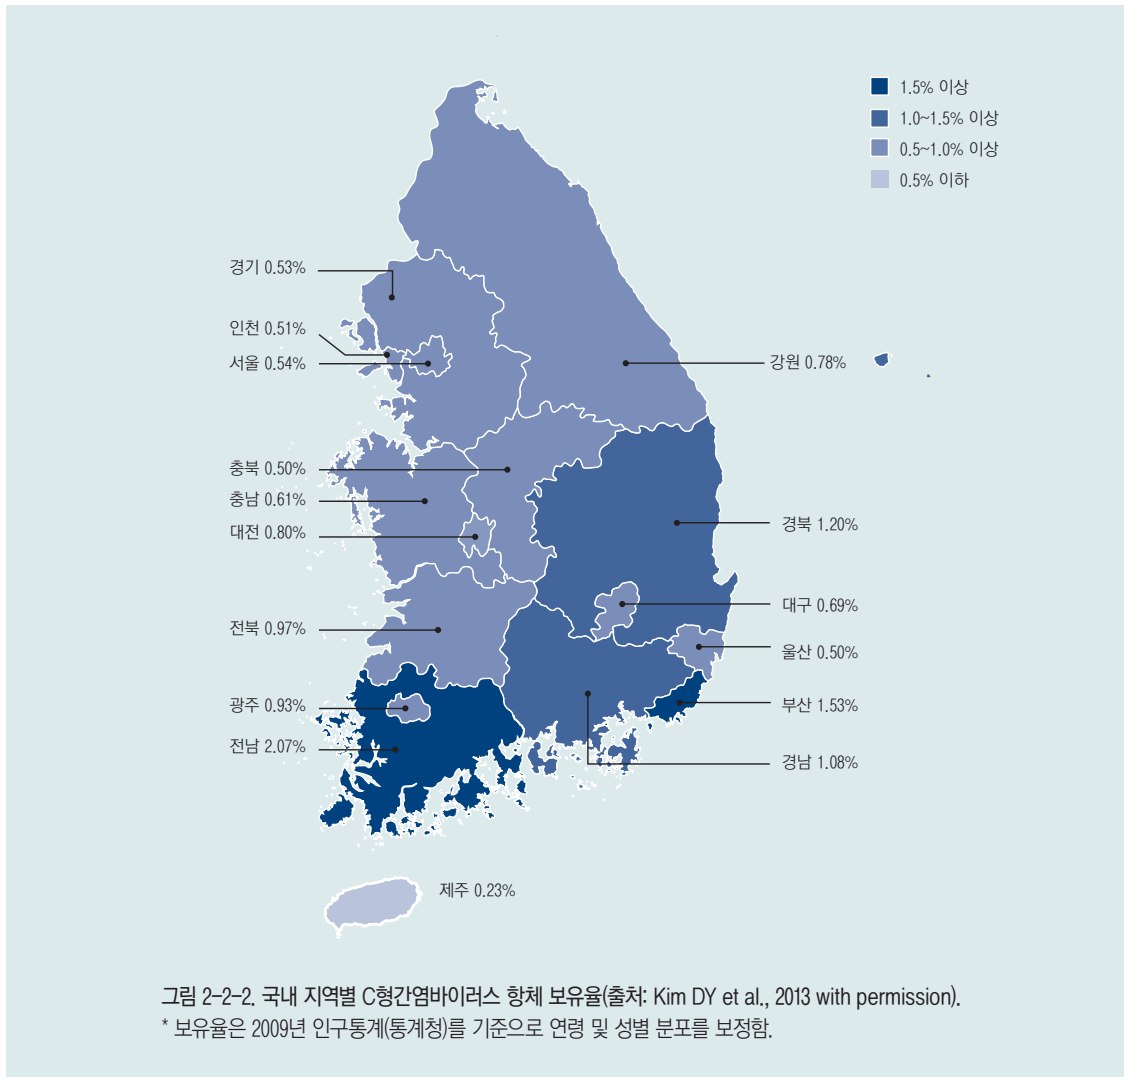 1.5% 이상
1.0~1.5% 이상
0.5~1.0% 이상
0.5% 이하
경기 0.53%
인천 0.51%
서울 0.54%
강원 0.78%
충북 0.50%
충남 0.61%
대전 0.80%
경북 1.20%
대구 0.69%
전북 0.97%
울산 0.50%
광주 0.93%
부산 1.53%
전남 2.07%
경남 1.08%
제주 0.23%
그림 2-2-2. 국내 지역별 C형간염바이러스 항체 보유율(출처: Kim DY et al., 2013 with permission).
* 보유율은 2009년 인구통계(통계청)를 기준으로 연령 및 성별 분포를 보정함.